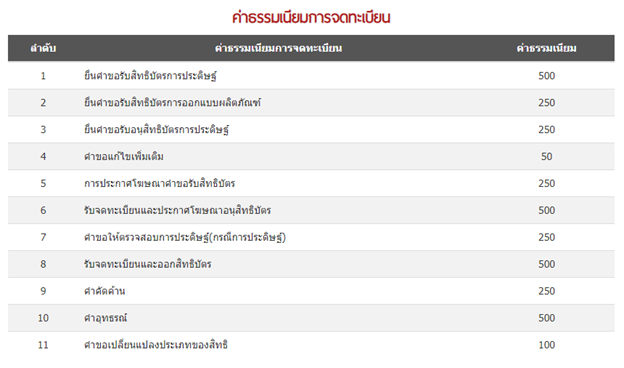 ค่าธรรมเนียมการจดทะเบียน
ลำดับ ค่าธรรมเนียมการจดทะเบียน ค่าธรรมเนียม
1 ยื่นคำขอรับสิทธิบัตรการประดิษฐ์ 500
2 ยื่นคำขอรับสิทธิบัตรการออกแบบผลิตภัณฑ์ 250
3 ยื่นคำขอรับอนุสิทธิบัตรการประดิษฐ์ 250
4 คำขอแก้ไขเพิ่มเติม 50
5 การประกาศโฆษณาคำขอรับสิทธิบัตร 250
6 รับจดทะเบียนและประกาศโฆษณาอนุสิทธิบัตร 500
7 คำขอให้ตรวจสอบการประดิษฐ์(กรณีการประดิษฐ์) 250
8 รับจดทะเบียนและออกสิทธิบัตร 500
9 คำคัดค้าน 250
10 คำอุทธรณ์ 500
11 คำขอเปลี่ยนแปลงประเภทของสิทธิ 100